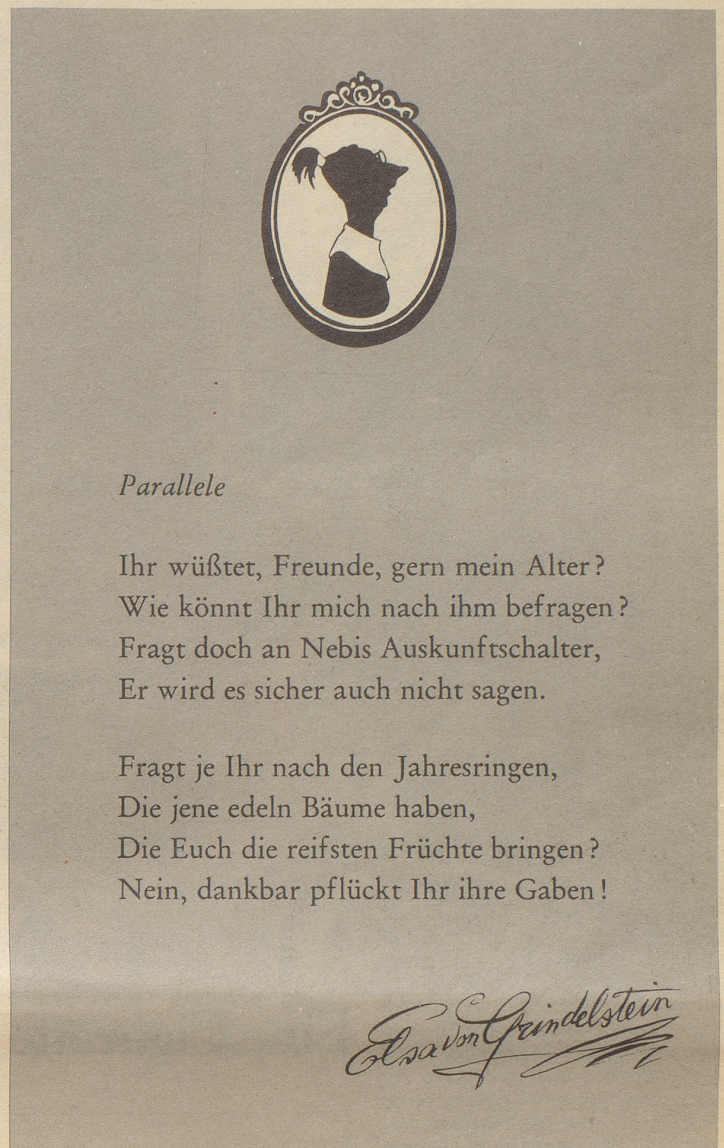 Parallele
Ihr wüßtet, Freunde, gern mein Alter?
Wie könnt Ihr mich nach ihm befragen?
Fragt doch an Nebis Auskunftschalter,
Er wird es sicher auch nicht sagen.
Fragt je Ihr nach den Jahresringen,
Die jene edeln Bäume haben,
Die Euch die reifsten Früchte bringen?
Nein, dankbar pflückt Ihr ihre Gaben!
Elsa von Grindelstein